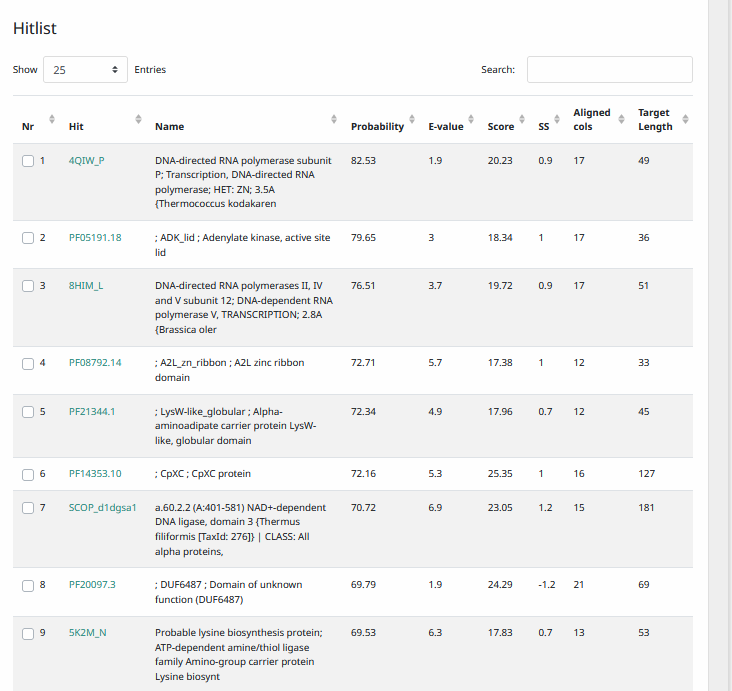 Hitlist
Show 25 Entries Search:
Nr Hit Name Probability E-value Score SS Aligned cols Target Length
1 4QIW_P DNA-directed RNA polymerase subunit 82.53 1.9 20.23 0.9 17 49
P; Transcription, DNA-directed RNA
polymerase; HET: ZN; 3.5A
{Thermococcus kodakaren
2 PF05191.18 ; ADK_lid ; Adenylate kinase, active site 79.65 3 18.34 1 17 36
lid
3 8HIM_L DNA-directed RNA polymerases II, IV 76.51 3.7 19.72 0.9 17 51
and V subunit 12; DNA-dependent RNA
polymerase V, TRANSCRIPTION; 2.8A
{Brassica oler
4 PF08792.14 ; A2L_zn_ribbon ; A2L zinc ribbon 72.71 5.7 17.38 1 12 33
domain
5 PF21344.1 ; LysW-like_globular ; Alpha- 72.34 4.9 17.96 0.7 12 45
aminoadipate carrier protein LysW-
like, globular domain
6 PF14353.10 ; CpXC ; CpXC protein 72.16 5.3 25.35 1 16 127
7 SCOP_d1dgsa1 a.60.2.2 (A:401-581) NAD+-dependent 70.72 6.9 23.05 1.2 15 181
DNA ligase, domain 3 {Thermus
filiformis [TaxId: 276]} | CLASS: All
alpha proteins,
8 PF20097.3 ; DUF6487 ; Domain of unknown 69.79 1.9 24.29 -1.2 21 69
function (DUF6487)
9 5K2M_N Probable lysine biosynthesis protein; 69.53 6.3 17.83 0.7 13 53
ATP-dependent amine/thiol ligase
family Amino-group carrier protein
Lysine biosynt